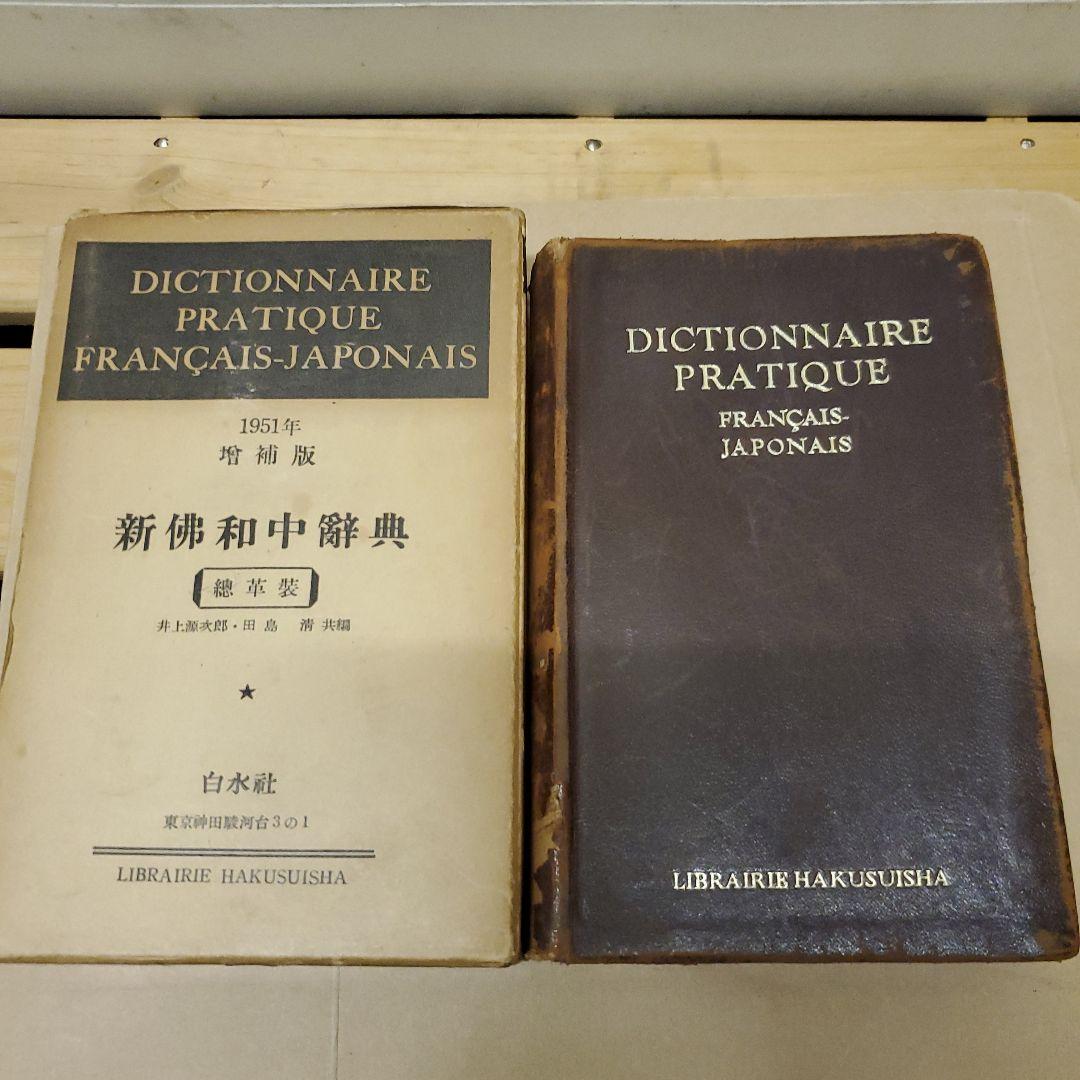 DICTIONNAIRE
PRATIQUE
FRANÇAIS-JAPONAIS
1951年
增補版
新佛和中辭典
總革裝
井上源次郎・田島 清 共編
★
白水社
東京神田駿河台3の1
LIBRAIRIE HAKUSUISHA
DICTIONNAIRE
PRATIQUE
FRANÇAIS-
JAPONAIS
LIBRAIRIE HAKUSUISHA